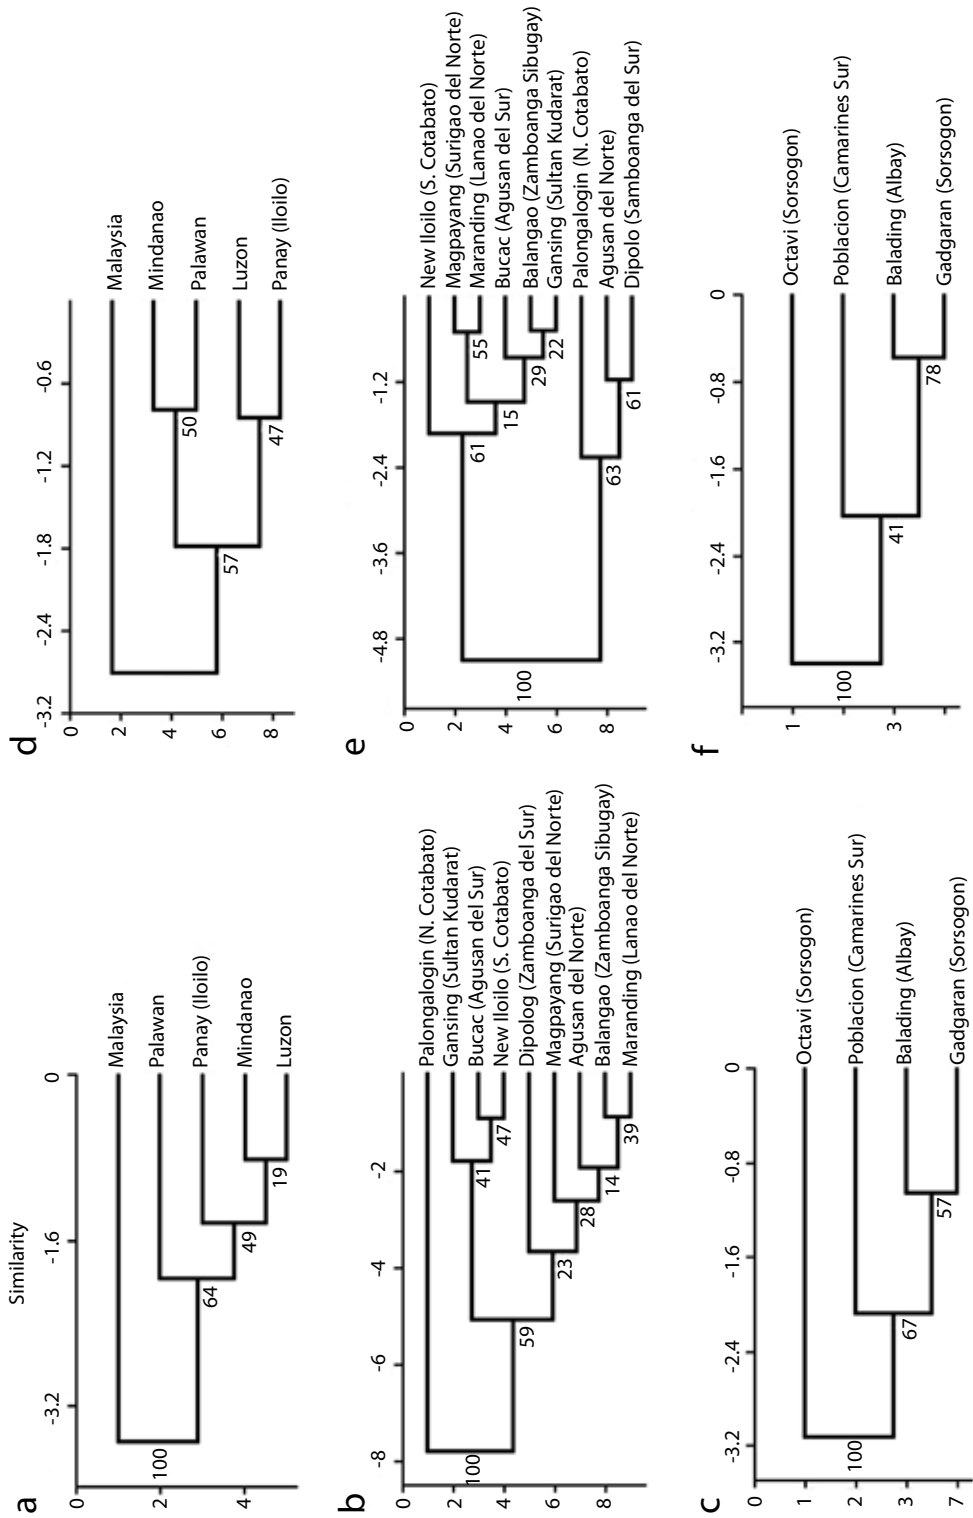 a
Similarity
-3.2
-1.6
0
0
2
4
Malaysia
Palawan
Panay (Iloilo)
Mindanao
Luzon
100
64
49
19
b
-8
-6
-4
-2
0
2
4
6
8
Palongalogin (N. Cotabato)
Gansing (Sultan Kudarat)
Bucac (Agusan del Sur)
New Iloilo (S. Cotabato)
Dipolog (Zamboanga del Sur)
Magpayang (Surigao del Norte)
Agusan del Norte)
Balangao (Zamboanga Sibugay)
Maranding (Lanao del Norte)
100
59
41
47
23
28
14
39
c
-3.2
-2.4
-1.6
-0.8
0
0
1
2
3
7
Octavi (Sorsogon)
Poblacion (Camarines Sur)
Balading (Albay)
Gadgaran (Sorsogon)
100
67
57
d
-3.2
-2.4
-1.8
-1.2
-0.6
0
2
4
6
8
Malaysia
Mindanao
Palawan
Luzon
Panay (Iloilo)
57
50
47
e
-4.8
-3.6
-2.4
-1.2
0
2
4
6
8
New Iloilo (S. Cotabato)
Magpayang (Surigao del Norte)
Maranding (Lanao del Norte)
Bucac (Agusan del Sur)
Balangao (Zamboanga Sibugay)
Gansing (Sultan Kudarat)
Palongalogin (N. Cotabato)
Agusan del Norte)
Dipolo (Samboanga del Sur)
100
61
15
55
29
22
63
61
f
-3.2
-2.4
-1.6
-0.8
0
1
3
Octavi (Sorsogon)
Poblacion (Camarines Sur)
Balading (Albay)
Gadgaran (Sorsogon)
100
41
78